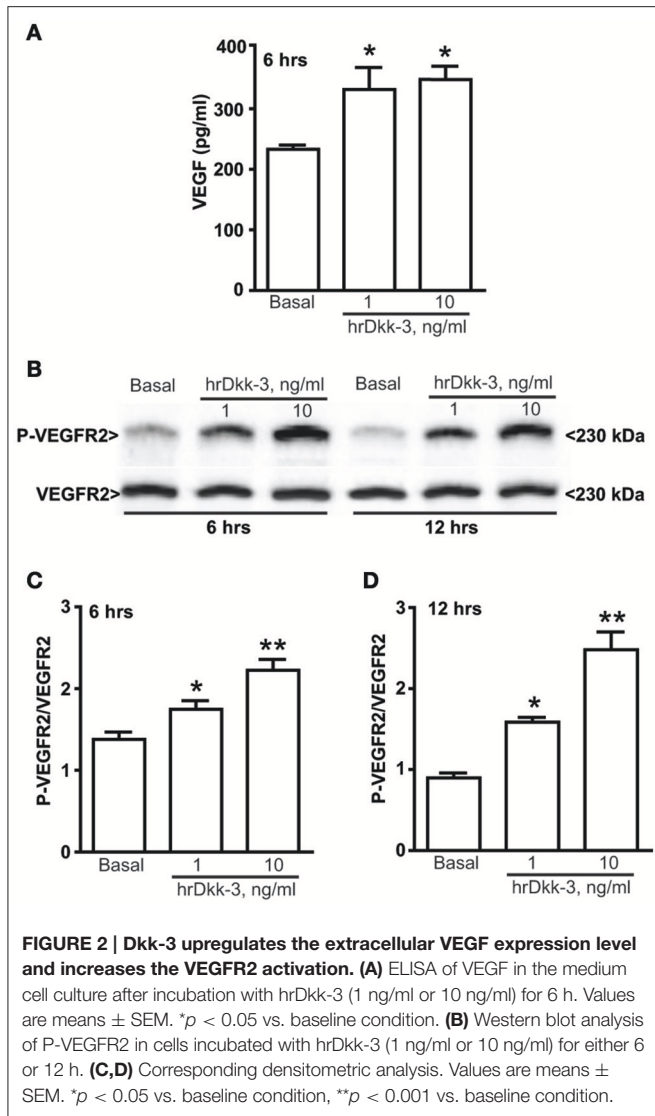 A
400
6 hrs
*
*
300
VEGF (pg/ml)
200
100
0
Basal
1
10
hrDkk-3, ng/ml
B
Basal
hrDkk-3, ng/ml
Basal
hrDkk-3, ng/ml
1
10
1
10
P-VEGFR2>
<230 kDa
VEGFR2>
<230 kDa
6 hrs
12 hrs
C
3
6 hrs
**
2
*
P-VEGFR2/VEGFR2
1
0
Basal
1
10
hrDkk-3, ng/ml
D
3
12 hrs
**
2
*
P-VEGFR2/VEGFR2
1
0
Basal
1
10
hrDkk-3, ng/ml
FIGURE 2 | Dkk-3 upregulates the extracellular VEGF expression level
and increases the VEGFR2 activation. (A) ELISA of VEGF in the medium
cell culture after incubation with hrDkk-3 (1 ng/ml or 10 ng/ml) for 6 h. Values
are means ± SEM. *p < 0.05 vs. baseline condition. (B) Western blot analysis
of P-VEGFR2 in cells incubated with hrDkk-3 (1 ng/ml or 10 ng/ml) for either 6
or 12 h. (C,D) Corresponding densitometric analysis. Values are means ±
SEM. *p < 0.05 vs. baseline condition, **p < 0.001 vs. baseline condition.